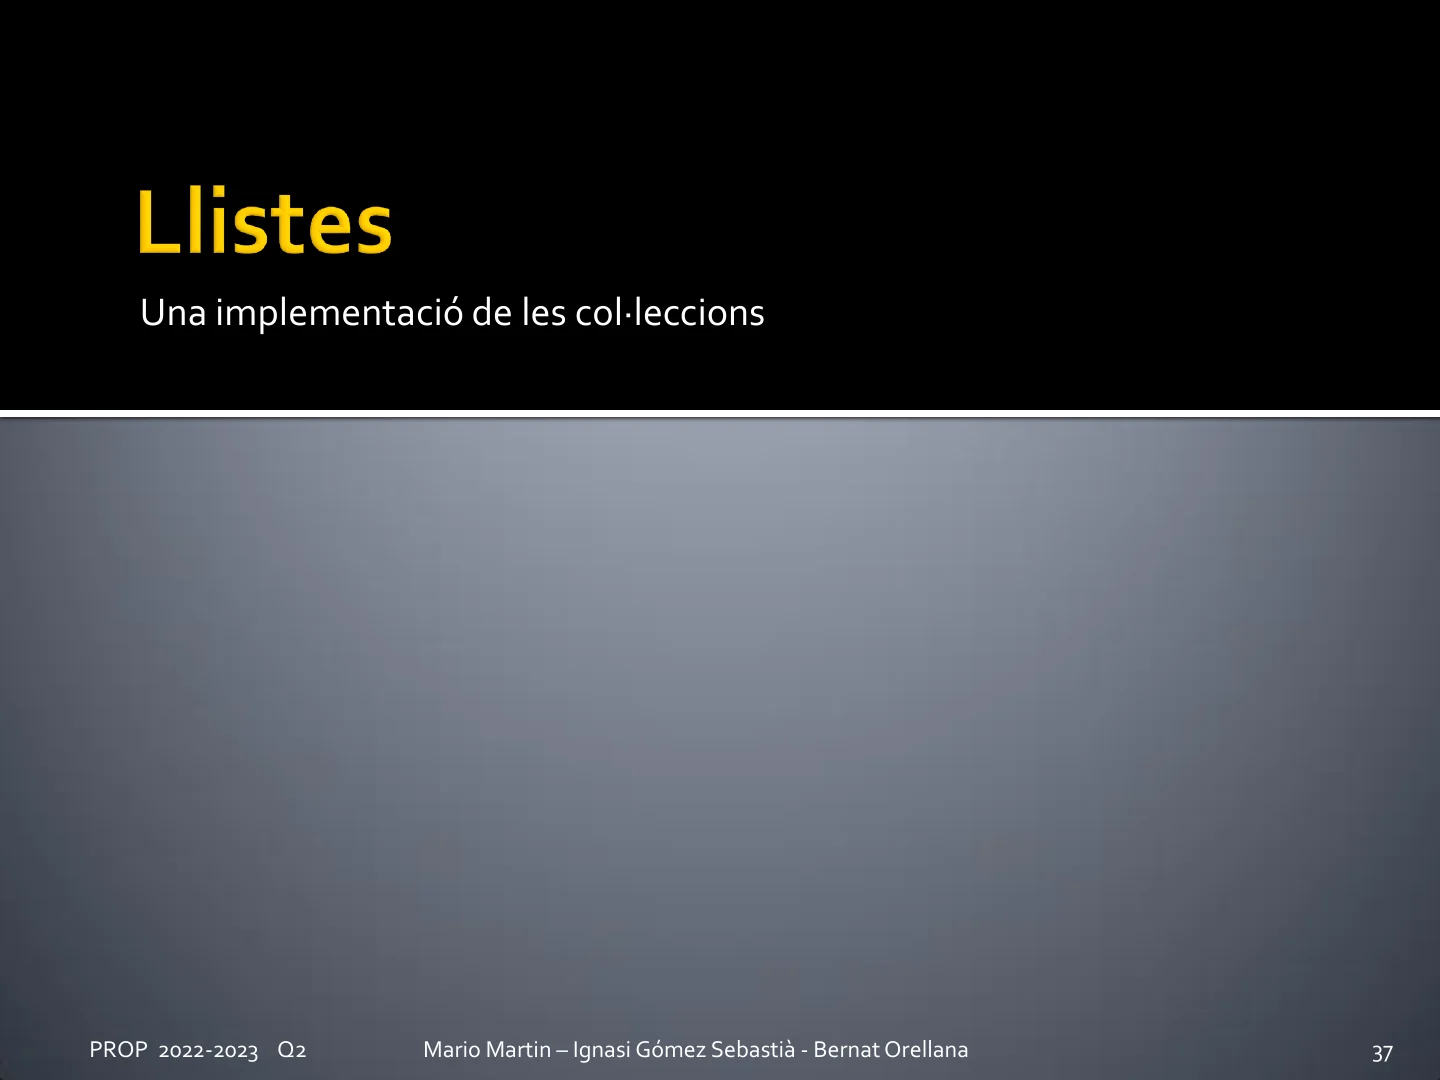 Llistes
Una implementació de les col·leccions
PROP 2022-2023 Q2
Mario Martin – Ignasi Gómez Sebastià - Bernat Orellana
37